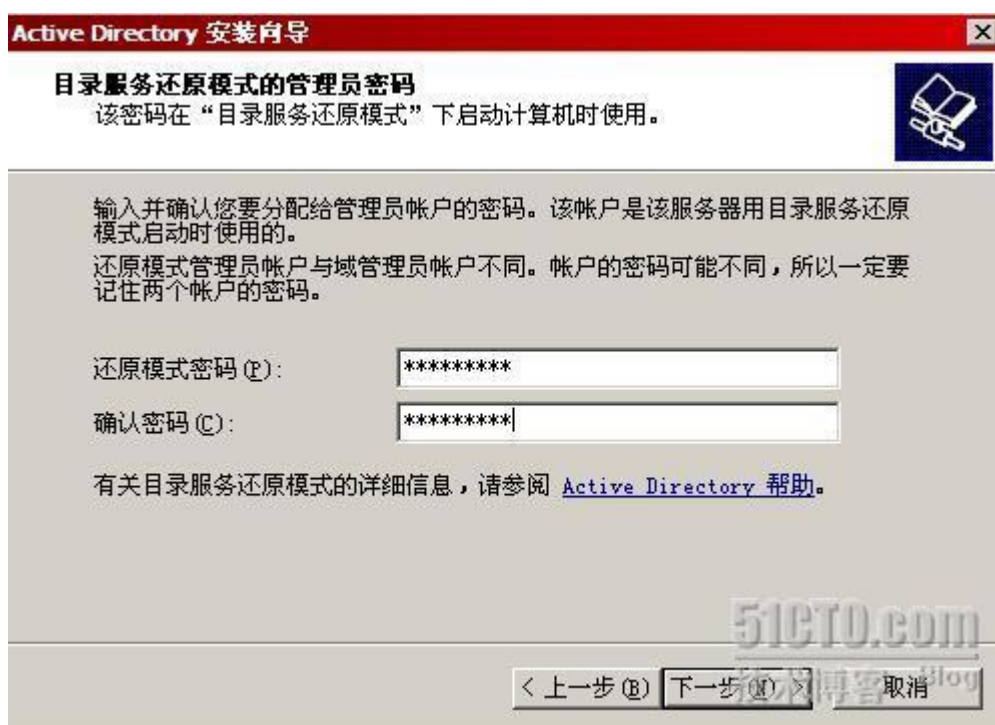 Active Directory 安装向导
目录服务还原模式的管理员密码
该密码在“目录服务还原模式”下启动计算机时使用。
输入并确认您要分配给管理员帐户的密码。该帐户是该服务器用目录服务还原
模式启动时使用的。
还原模式管理员帐户与域管理员帐户不同。帐户的密码可能不同，所以一定要
记住两个帐户的密码。
还原模式密码(P): *********
确认密码(C): *********
有关目录服务还原模式的详细信息，请参阅 Active Directory 帮助。
51CTO.com
< 上一步(B) 下一步(N) > 取消
技术博客 Blog